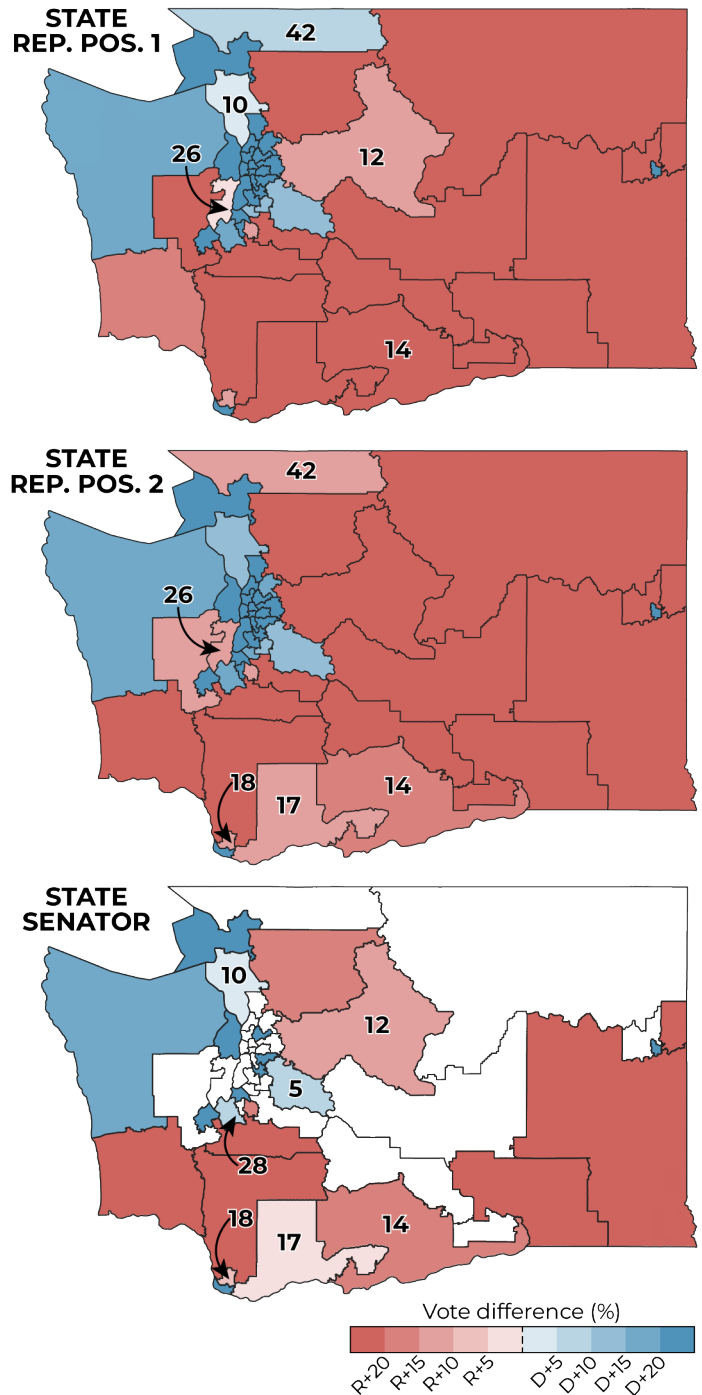 STATE
REP. POS. 1
42
10
26
12
14
STATE
REP. POS. 2
42
26
18
17
14
STATE
SENATOR
10
12
5
28
18
17
14
Vote difference (%)
R+20 R+15 R+10 R+5 D+5 D+10 D+15 D+20